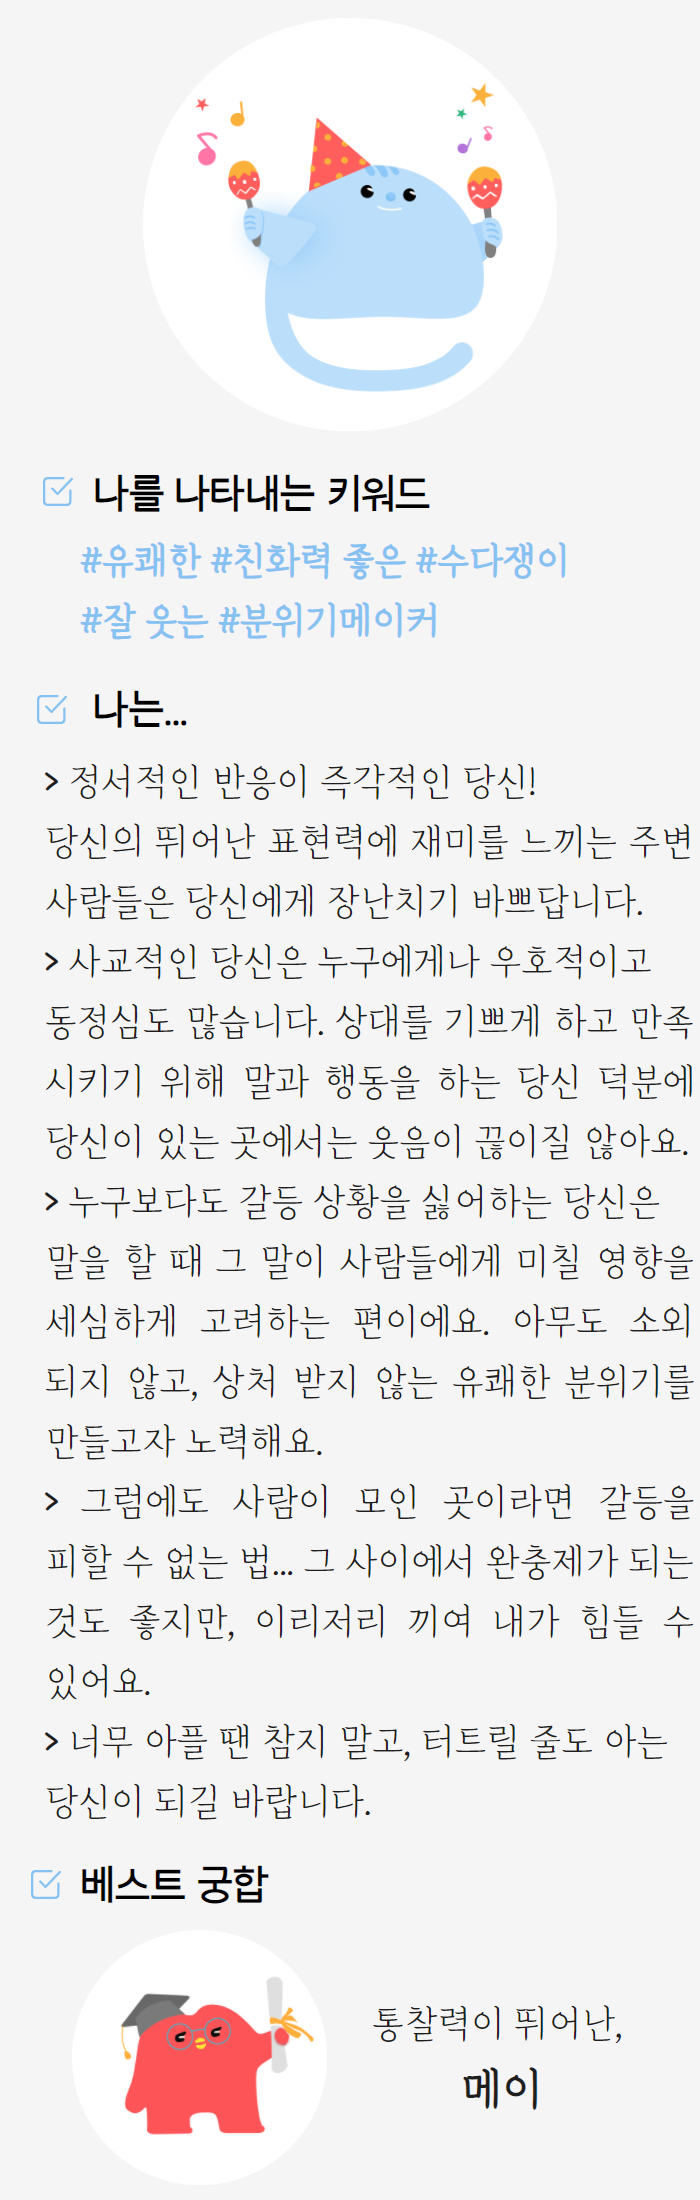 나를 나타내는 키워드
#유쾌한 #친화력 좋은 #수다쟁이
#잘 웃는 #분위기메이커
나는...
> 정서적인 반응이 즉각적인 당신!
당신의 뛰어난 표현력에 재미를 느끼는 주변
사람들은 당신에게 장난치기 바쁘답니다.
> 사교적인 당신은 누구에게나 우호적이고
동정심도 많습니다. 상대를 기쁘게 하고 만족
시키기 위해 말과 행동을 하는 당신 덕분에
당신이 있는 곳에서는 웃음이 끊이질 않아요.
> 누구보다도 갈등 상황을 싫어하는 당신은
말을 할 때 그 말이 사람들에게 미칠 영향을
세심하게 고려하는 편이에요. 아무도 소외
되지 않고, 상처 받지 않는 유쾌한 분위기를
만들고자 노력해요.
> 그럼에도 사람이 모인 곳이라면 갈등을
피할 수 없는 법... 그 사이에서 완충제가 되는
것도 좋지만, 이리저리 끼여 내가 힘들 수
있어요.
> 너무 아플 땐 참지 말고, 터트릴 줄도 아는
당신이 되길 바랍니다.
베스트 궁합
통찰력이 뛰어난,
메이